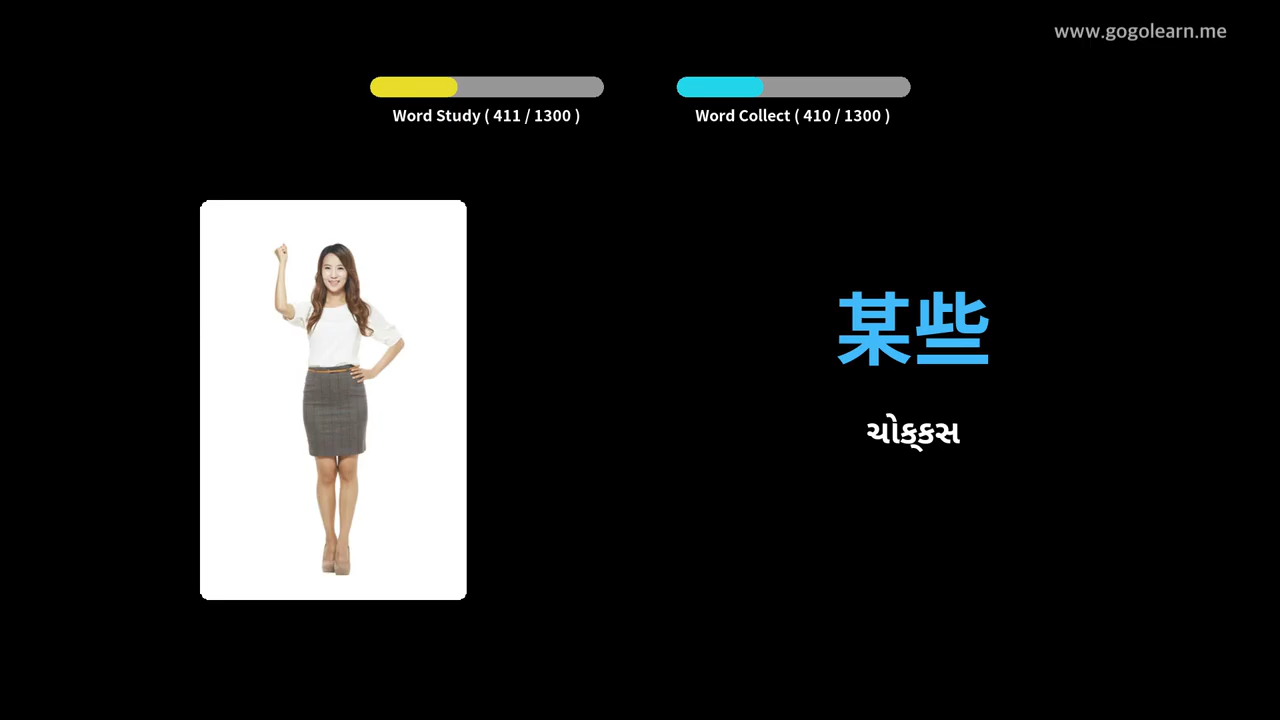 www.gogolearn.me
Word Study ( 411 / 1300 )
Word Collect ( 410 / 1300 )
某些
ચોક્કસ